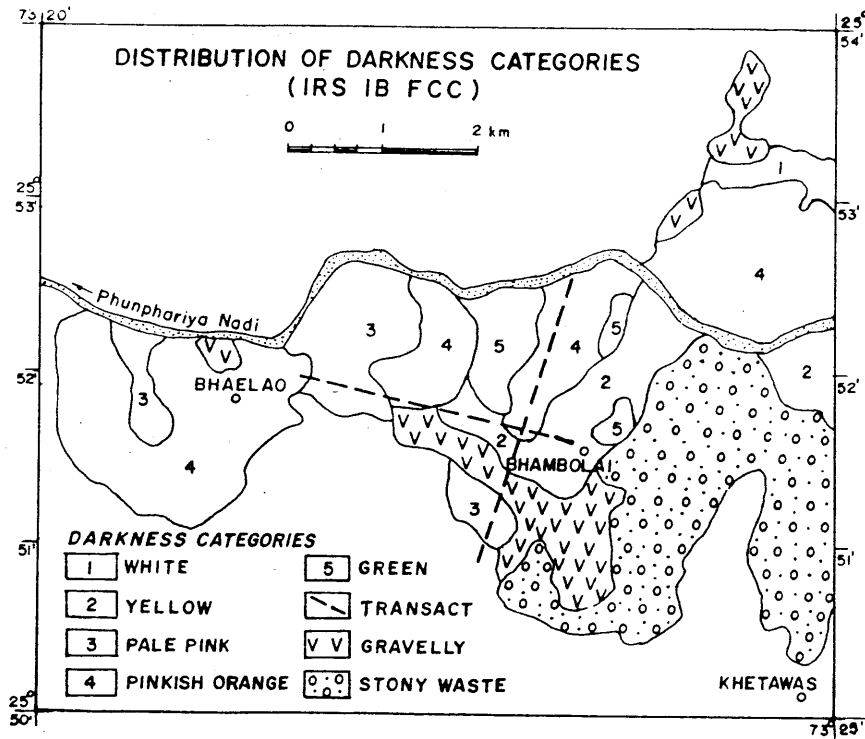 73° 20'
25° 54'
DISTRIBUTION OF DARKNESS CATEGORIES
(IRS IB FCC)
0 1 2 km
1
25° 53'
53'
4
Phunphariya Nadi
3
4
5
4
5
2
2
52'
52'
BHAELAO
3
5
2
BHAMBOLAI
4
3
51'
51'
DARKNESS CATEGORIES
1 WHITE
5 GREEN
2 YELLOW
TRANSACT
3 PALE PINK
V V GRAVELLY
4 PINKISH ORANGE
STONY WASTE
KHETAWAS
25° 50'
73° 25'